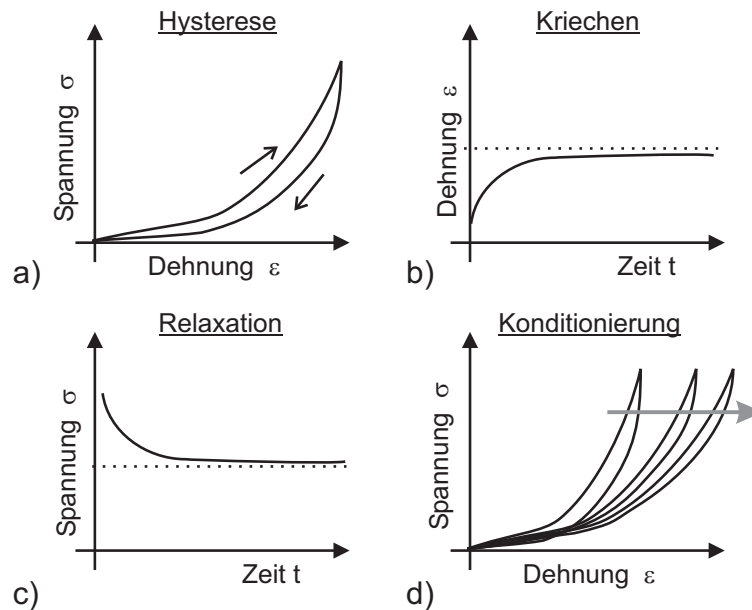 Hysterese
Spannung σ
Dehnung ε
a)
Kriechen
Dehnung ε
Zeit t
b)
Relaxation
Spannung σ
Zeit t
c)
Konditionierung
Spannung σ
Dehnung ε
d)